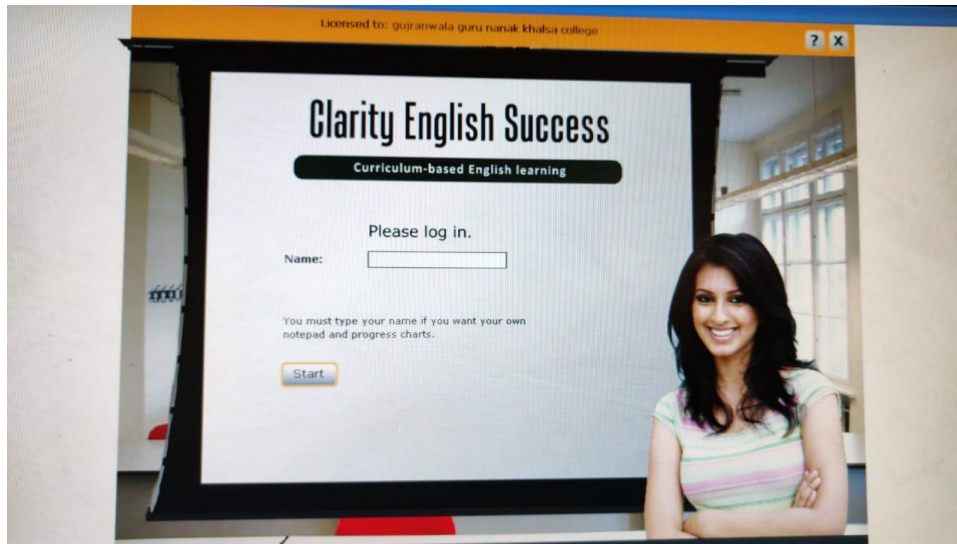 Licensed to: gujranwala guru nanak khalsa college
? X
Clarity English Success
Curriculum-based English learning
Please log in.
Name:
You must type your name if you want your own
notepad and progress charts.
Start